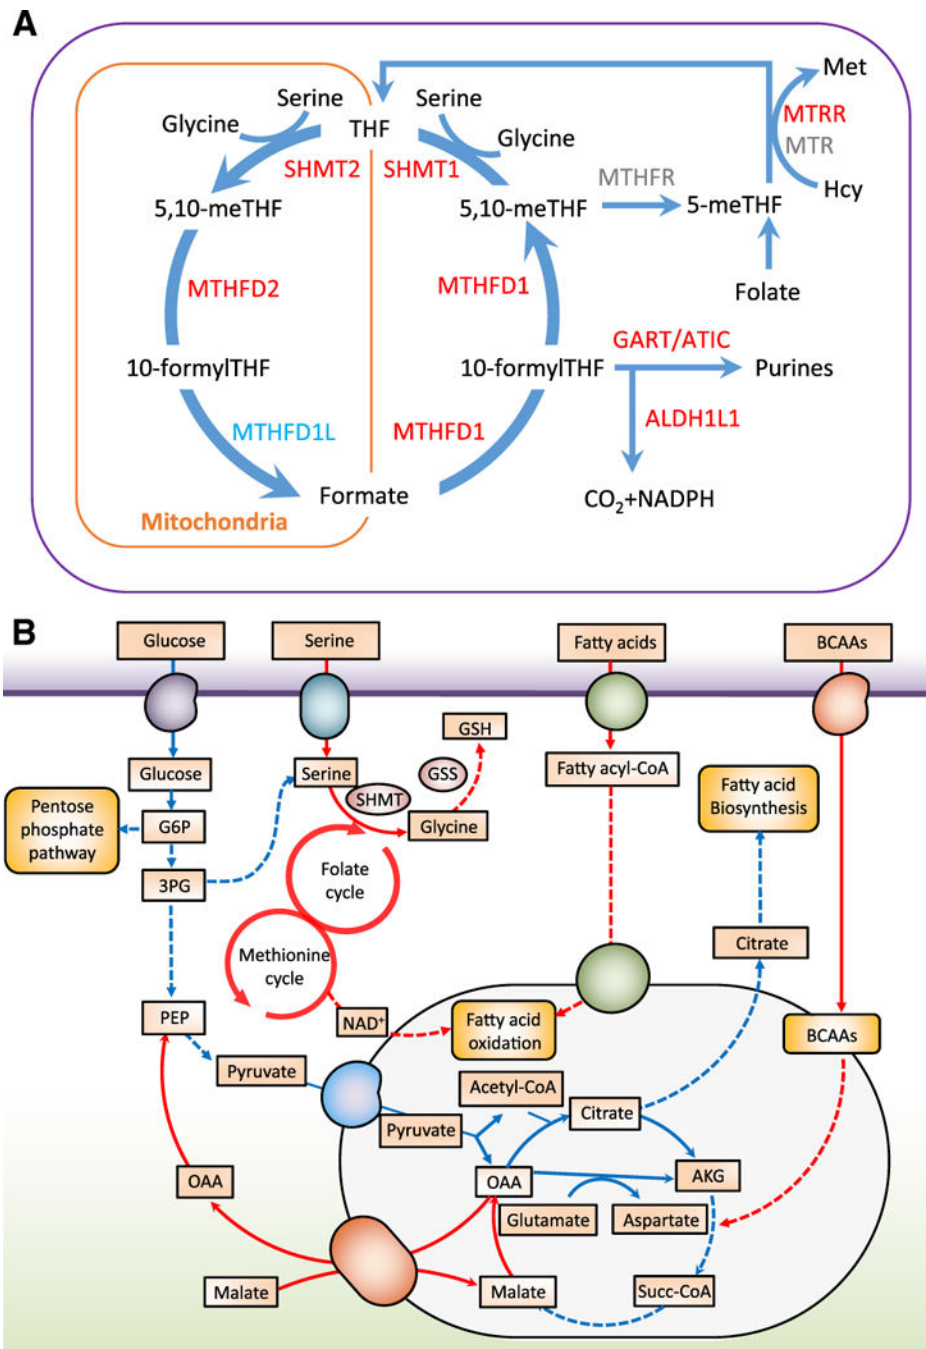 A
Serine
Serine
Met
Glycine
THF
Glycine
MTRR
MTR
SHMT2
SHMT1
MTHFR
Hcy
5,10-meTHF
5,10-meTHF
5-meTHF
MTHFD2
MTHFD1
Folate
GART/ATIC
10-formylTHF
10-formylTHF
Purines
MTHFD1L
MTHFD1
ALDH1L1
Formate
CO₂+NADPH
Mitochondria
B
Glucose
Serine
Fatty acids
BCAAs
GSH
Glucose
Serine
GSS
Fatty acyl-CoA
Fatty acid
Biosynthesis
Pentose
phosphate
pathway
G6P
SHMT
Glycine
3PG
Folate
cycle
Citrate
Methionine
cycle
PEP
NAD⁺
Fatty acid
oxidation
BCAAs
Pyruvate
Acetyl-CoA
Citrate
Pyruvate
OAA
OAA
AKG
Glutamate
Aspartate
Malate
Malate
Succ-CoA